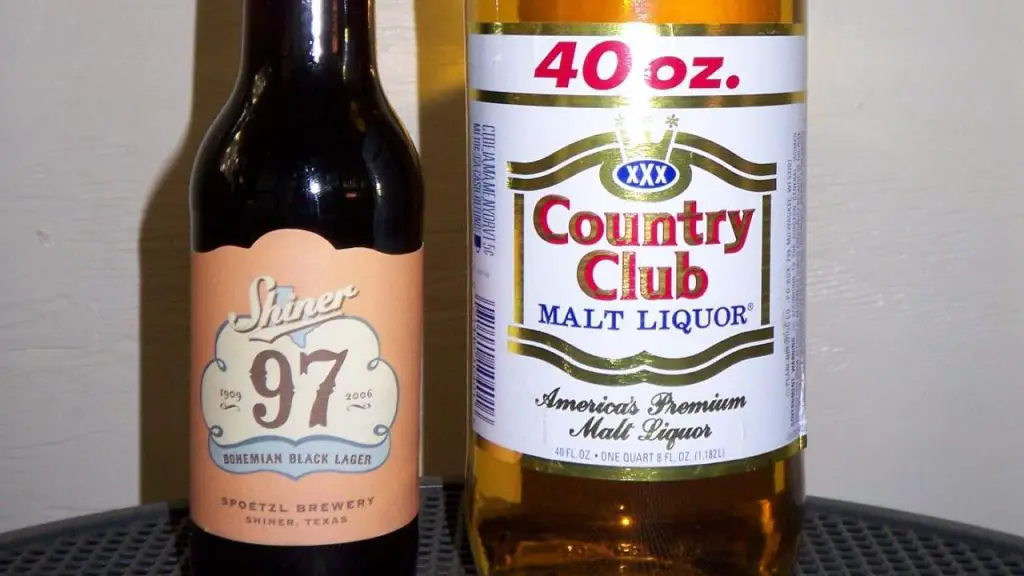 Shiner
97
1909 2006
BOHEMIAN BLACK LAGER
SPOETZL BREWERY
SHINER, TEXAS
40 oz.
XXX
Country
Club
MALT LIQUOR®
America's Premium
Malt Liquor
40 FL. OZ. • ONE QUART 8 FL. OZ. (1.182L)